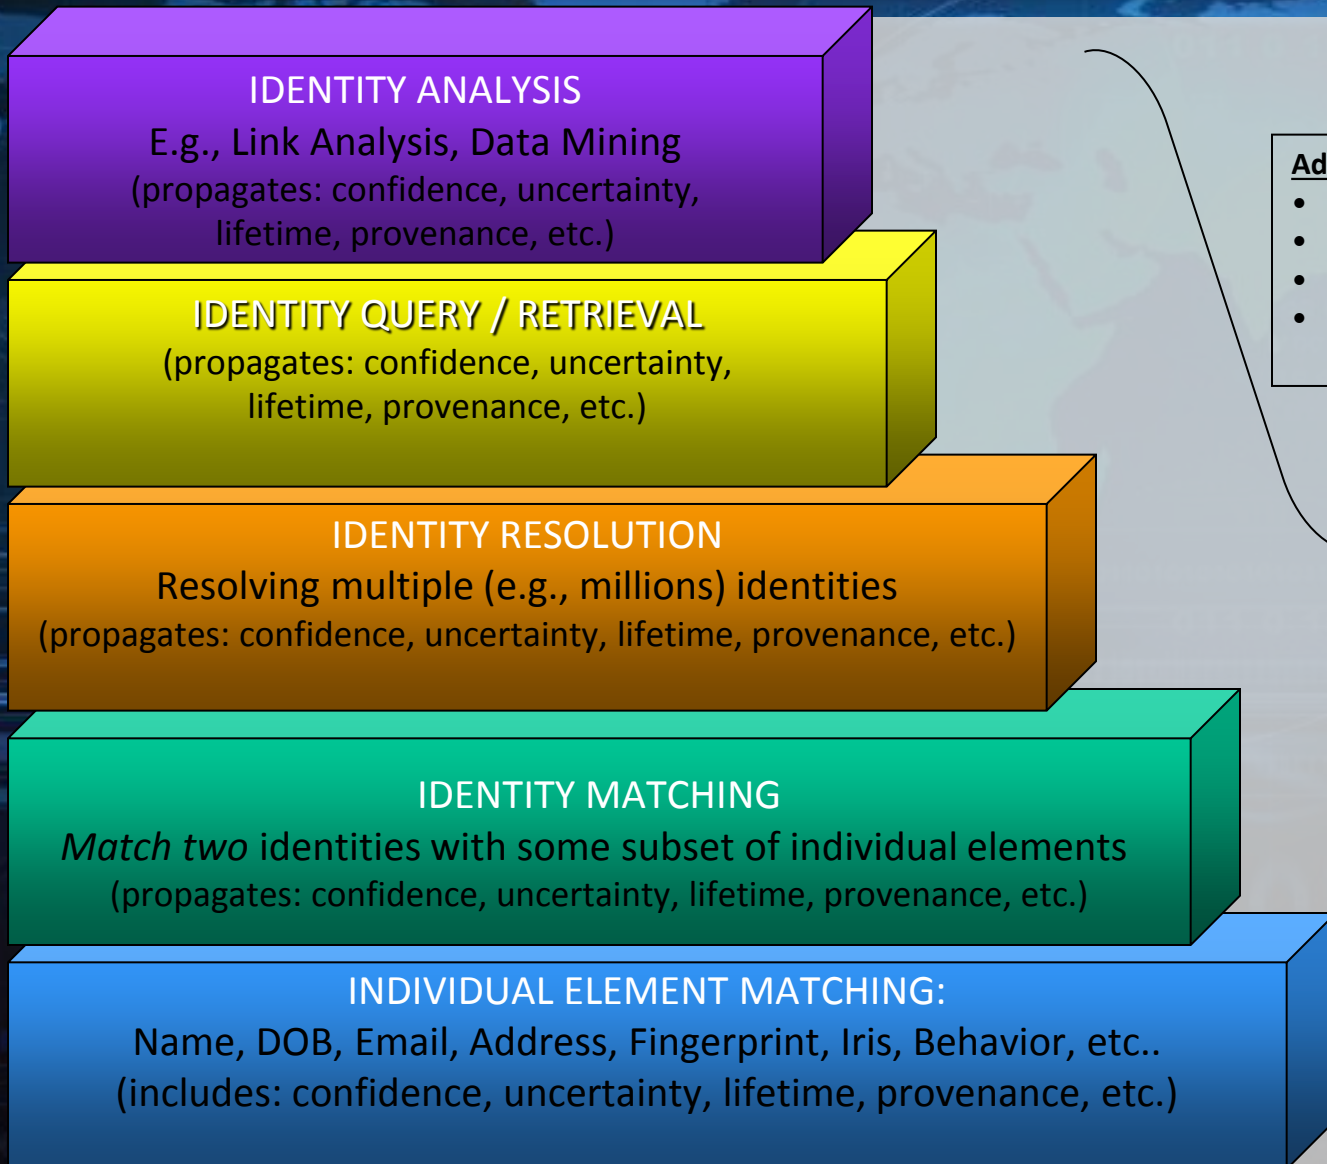 IDENTITY ANALYSIS
E.g., Link Analysis, Data Mining
(propagates: confidence, uncertainty,
lifetime, provenance, etc.)
IDENTITY QUERY / RETRIEVAL
(propagates: confidence, uncertainty,
lifetime, provenance, etc.)
IDENTITY RESOLUTION
Resolving multiple (e.g., millions) identities
(propagates: confidence, uncertainty, lifetime, provenance, etc.)
IDENTITY MATCHING
Match two identities with some subset of individual elements
(propagates: confidence, uncertainty, lifetime, provenance, etc.)
INDIVIDUAL ELEMENT MATCHING:
Name, DOB, Email, Address, Fingerprint, Iris, Behavior, etc..
(includes: confidence, uncertainty, lifetime, provenance, etc.)
Ad
•
•
•
•